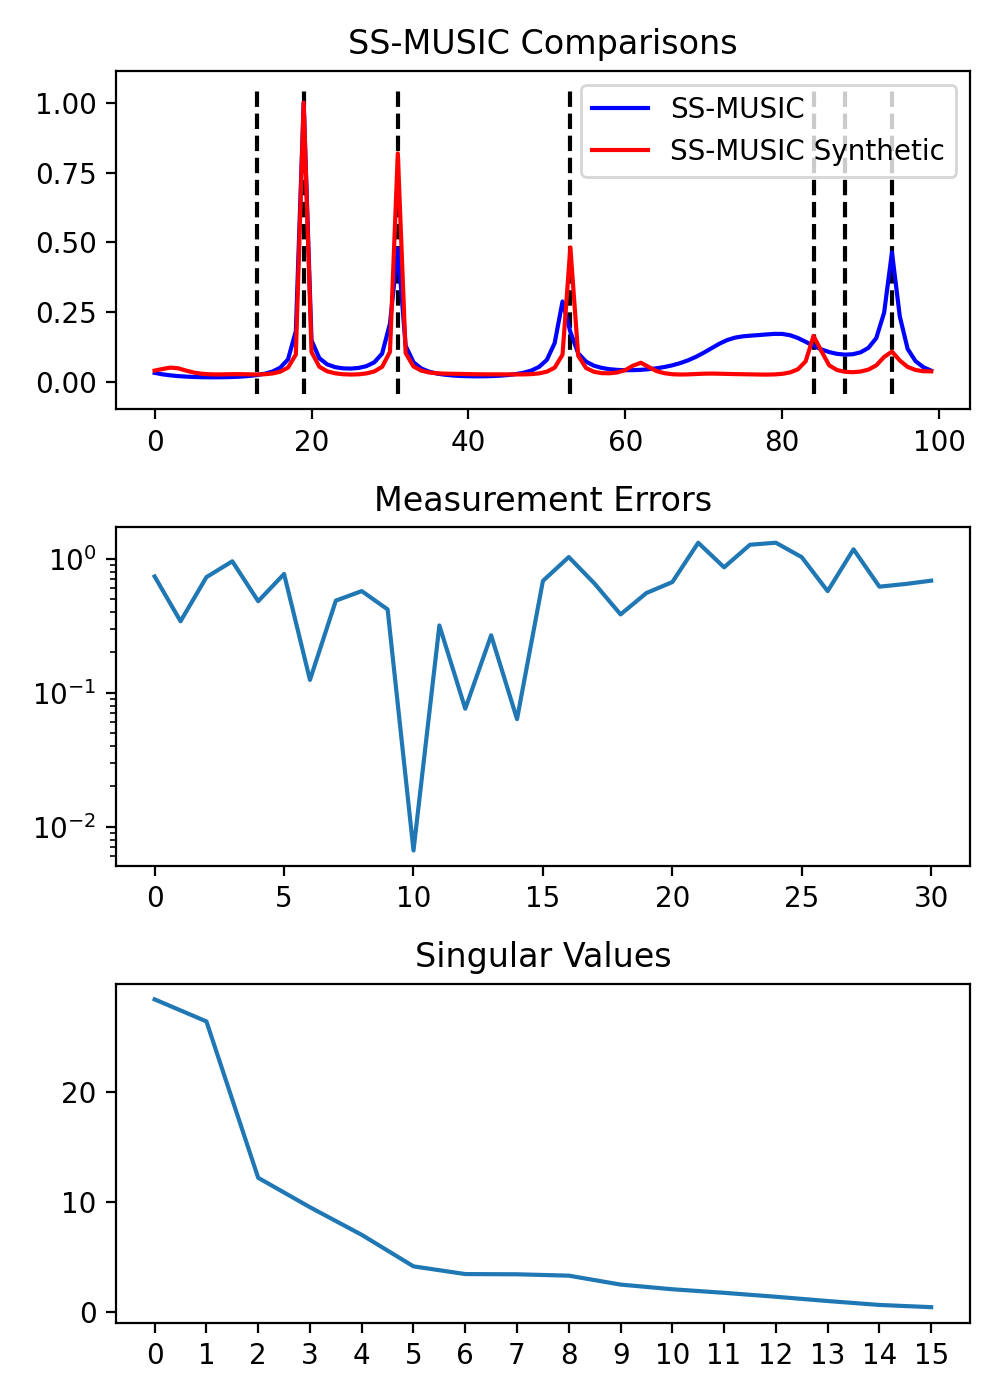 SS-MUSIC Comparisons
1.00
0.75
0.50
0.25
0.00
SS-MUSIC
SS-MUSIC Synthetic
0 20 40 60 80 100
Measurement Errors
10⁰
10⁻¹
10⁻²
0 5 10 15 20 25 30
Singular Values
20
10
0
0 1 2 3 4 5 6 7 8 9 10 11 12 13 14 15